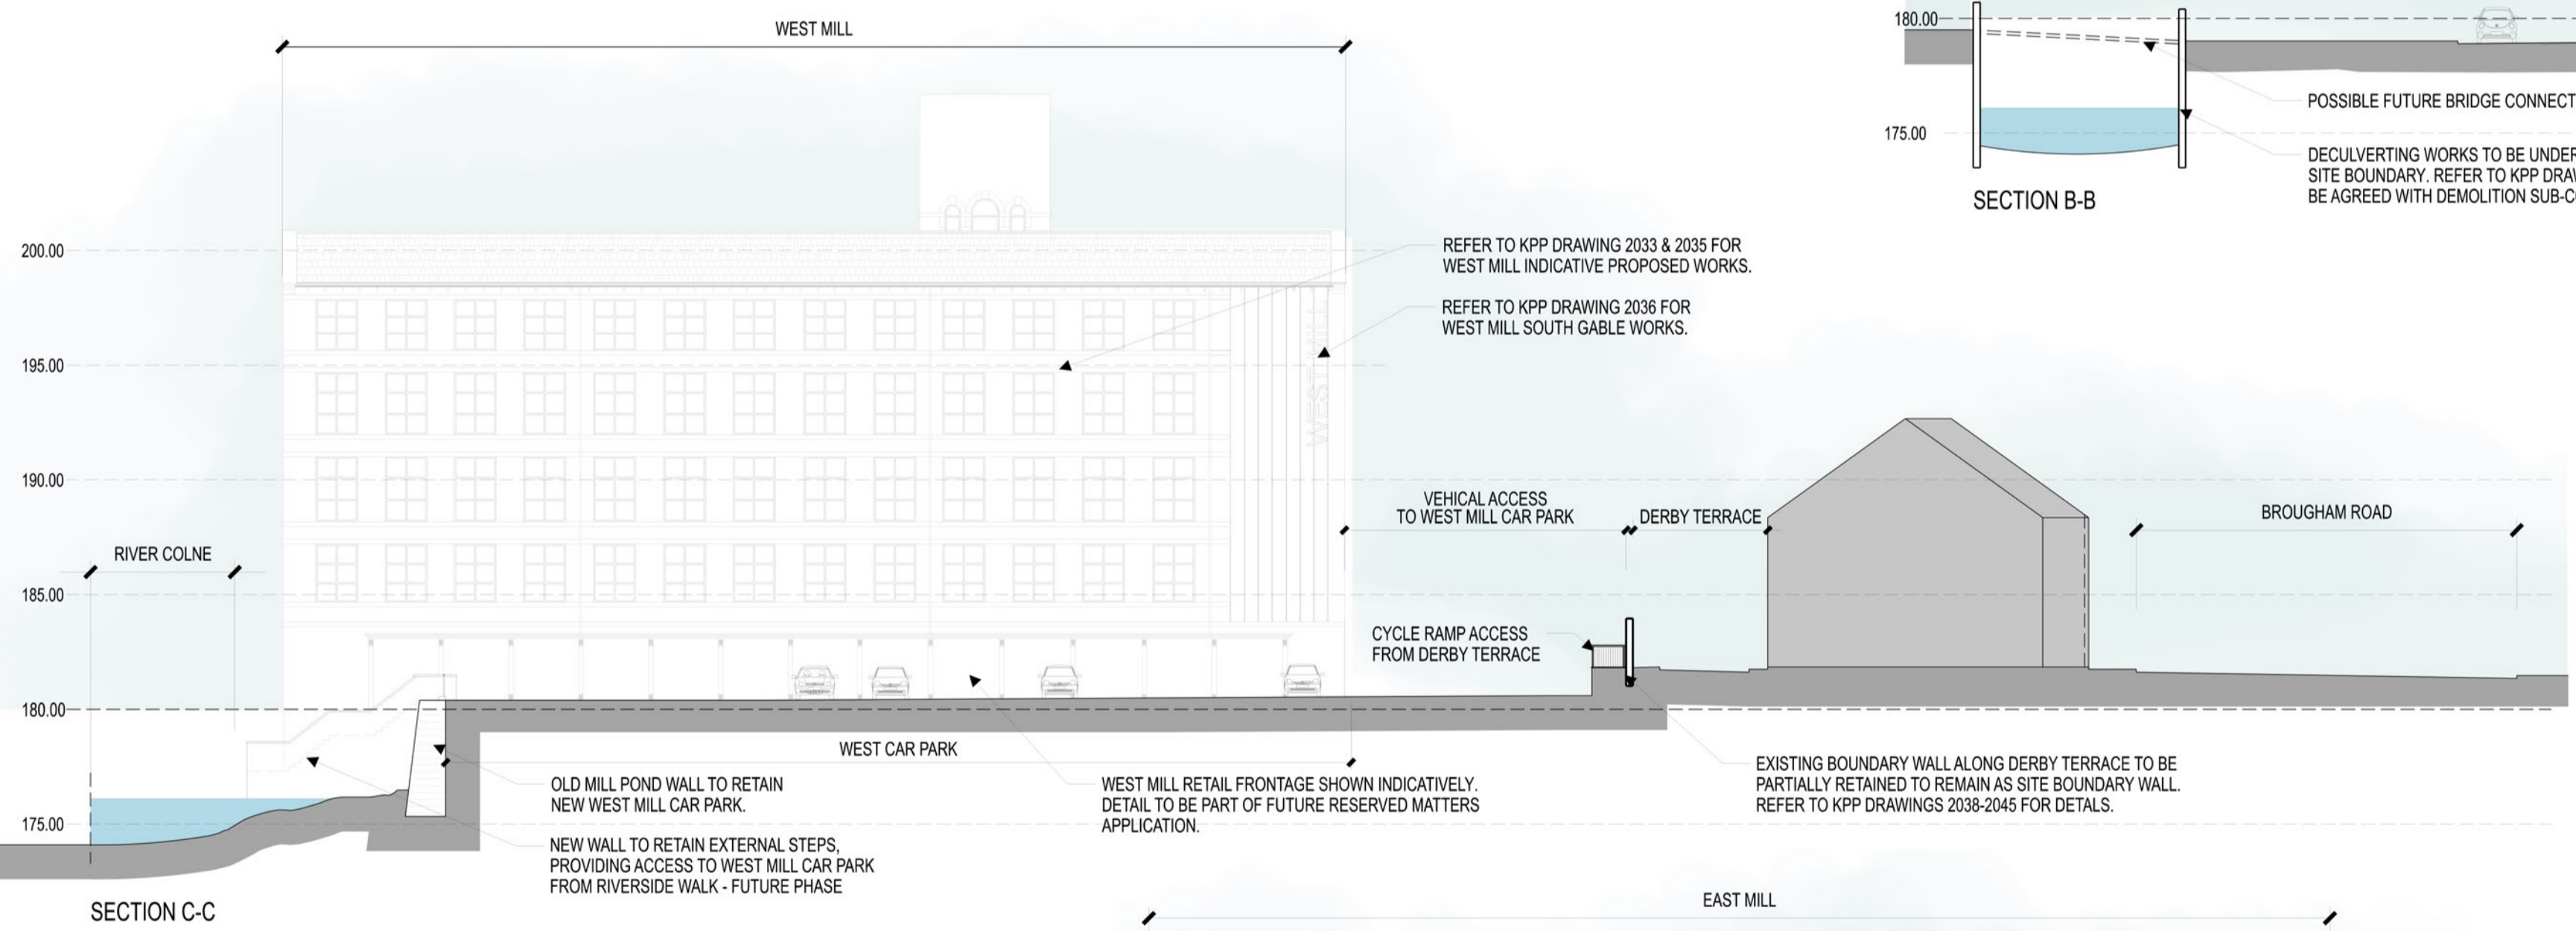 WEST MILL
180.00
POSSIBLE FUTURE BRIDGE CONNECT
175.00
DECULVERTING WORKS TO BE UNDER
SITE BOUNDARY. REFER TO KPP DRAW
BE AGREED WITH DEMOLITION SUB-C
SECTION B-B
200.00
195.00
190.00
185.00
180.00
175.00
REFER TO KPP DRAWING 2033 & 2035 FOR
WEST MILL INDICATIVE PROPOSED WORKS.
REFER TO KPP DRAWING 2036 FOR
WEST MILL SOUTH GABLE WORKS.
WEST MILL
RIVER COLNE
VEHICAL ACCESS
TO WEST MILL CAR PARK
DERBY TERRACE
BROUGHAM ROAD
CYCLE RAMP ACCESS
FROM DERBY TERRACE
WEST CAR PARK
OLD MILL POND WALL TO RETAIN
NEW WEST MILL CAR PARK.
NEW WALL TO RETAIN EXTERNAL STEPS,
PROVIDING ACCESS TO WEST MILL CAR PARK
FROM RIVERSIDE WALK - FUTURE PHASE
WEST MILL RETAIL FRONTAGE SHOWN INDICATIVELY.
DETAIL TO BE PART OF FUTURE RESERVED MATTERS
APPLICATION.
EXISTING BOUNDARY WALL ALONG DERBY TERRACE TO BE
PARTIALLY RETAINED TO REMAIN AS SITE BOUNDARY WALL.
REFER TO KPP DRAWINGS 2038-2045 FOR DETALS.
SECTION C-C
EAST MILL